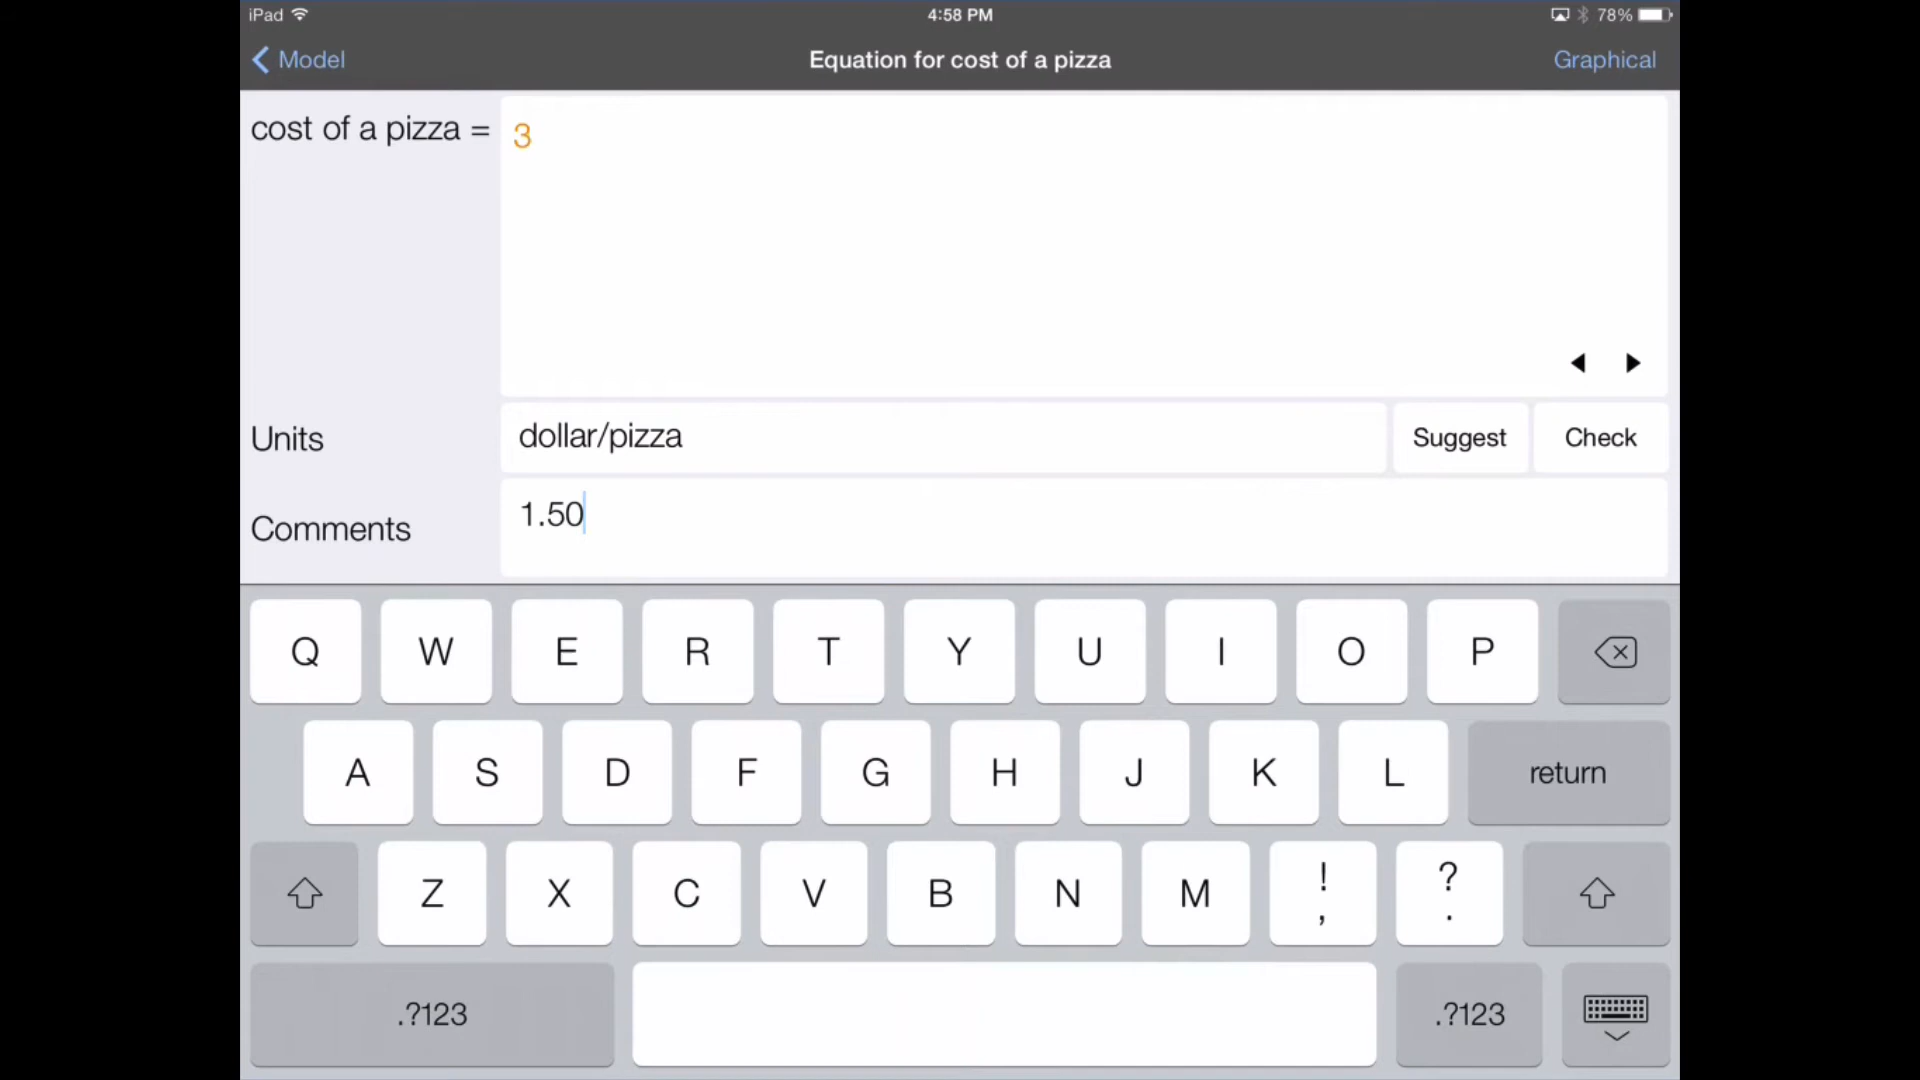 iPad
4:58 PM
78%
Model
Equation for cost of a pizza
Graphical
cost of a pizza =
3
Units
dollar/pizza
Suggest
Check
Comments
1.50
Q W E R T Y U I O P
A S D F G H J K L return
Z X C V B N M ! , ? .
.?123 .?123